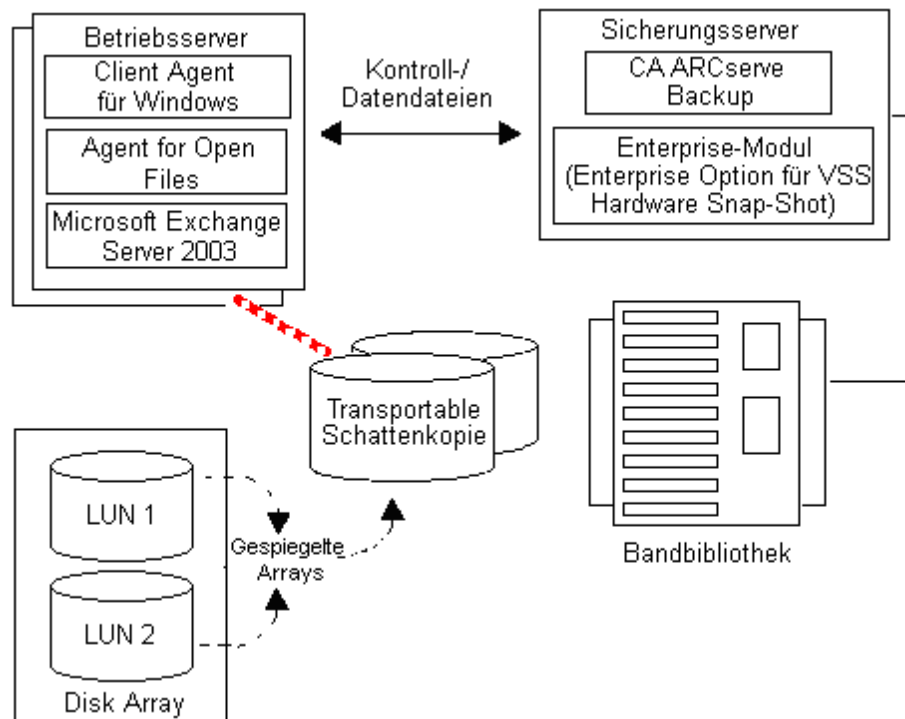 Betriebsserver
Client Agent
für Windows
Agent for Open
Files
Microsoft Exchange
Server 2003
Kontroll-/
Datendateien
Sicherungsserver
CA ARCserve
Backup
Enterprise-Modul
(Enterprise Option für VSS
Hardware Snap-Shot)
Transportable
Schattenkopie
LUN 1
LUN 2
Disk Array
Gespiegelte
Arrays
Bandbibliothek